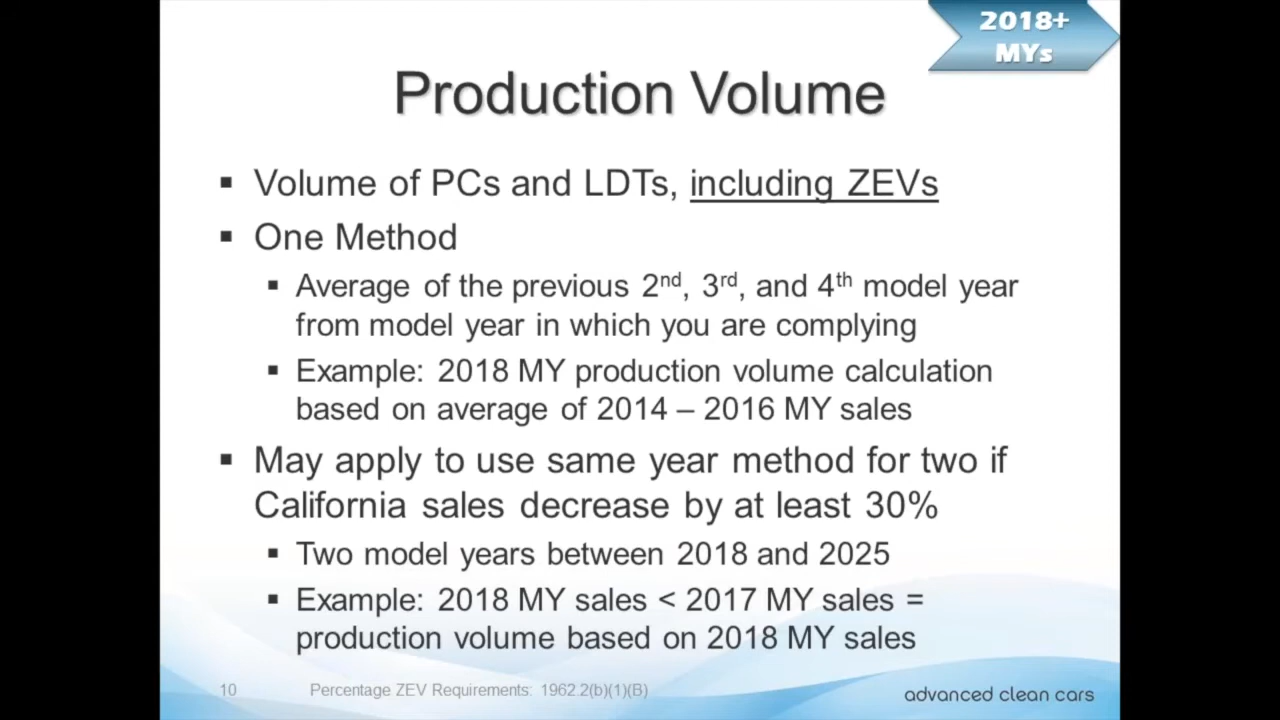 2018+
MYs
Production Volume
▪ Volume of PCs and LDTs, including ZEVs
▪ One Method
▪ Average of the previous 2nd, 3rd, and 4th model year
from model year in which you are complying
▪ Example: 2018 MY production volume calculation
based on average of 2014 – 2016 MY sales
▪ May apply to use same year method for two if
California sales decrease by at least 30%
▪ Two model years between 2018 and 2025
▪ Example: 2018 MY sales < 2017 MY sales =
production volume based on 2018 MY sales
10 Percentage ZEV Requirements: 1962.2(b)(1)(B)
advanced clean cars